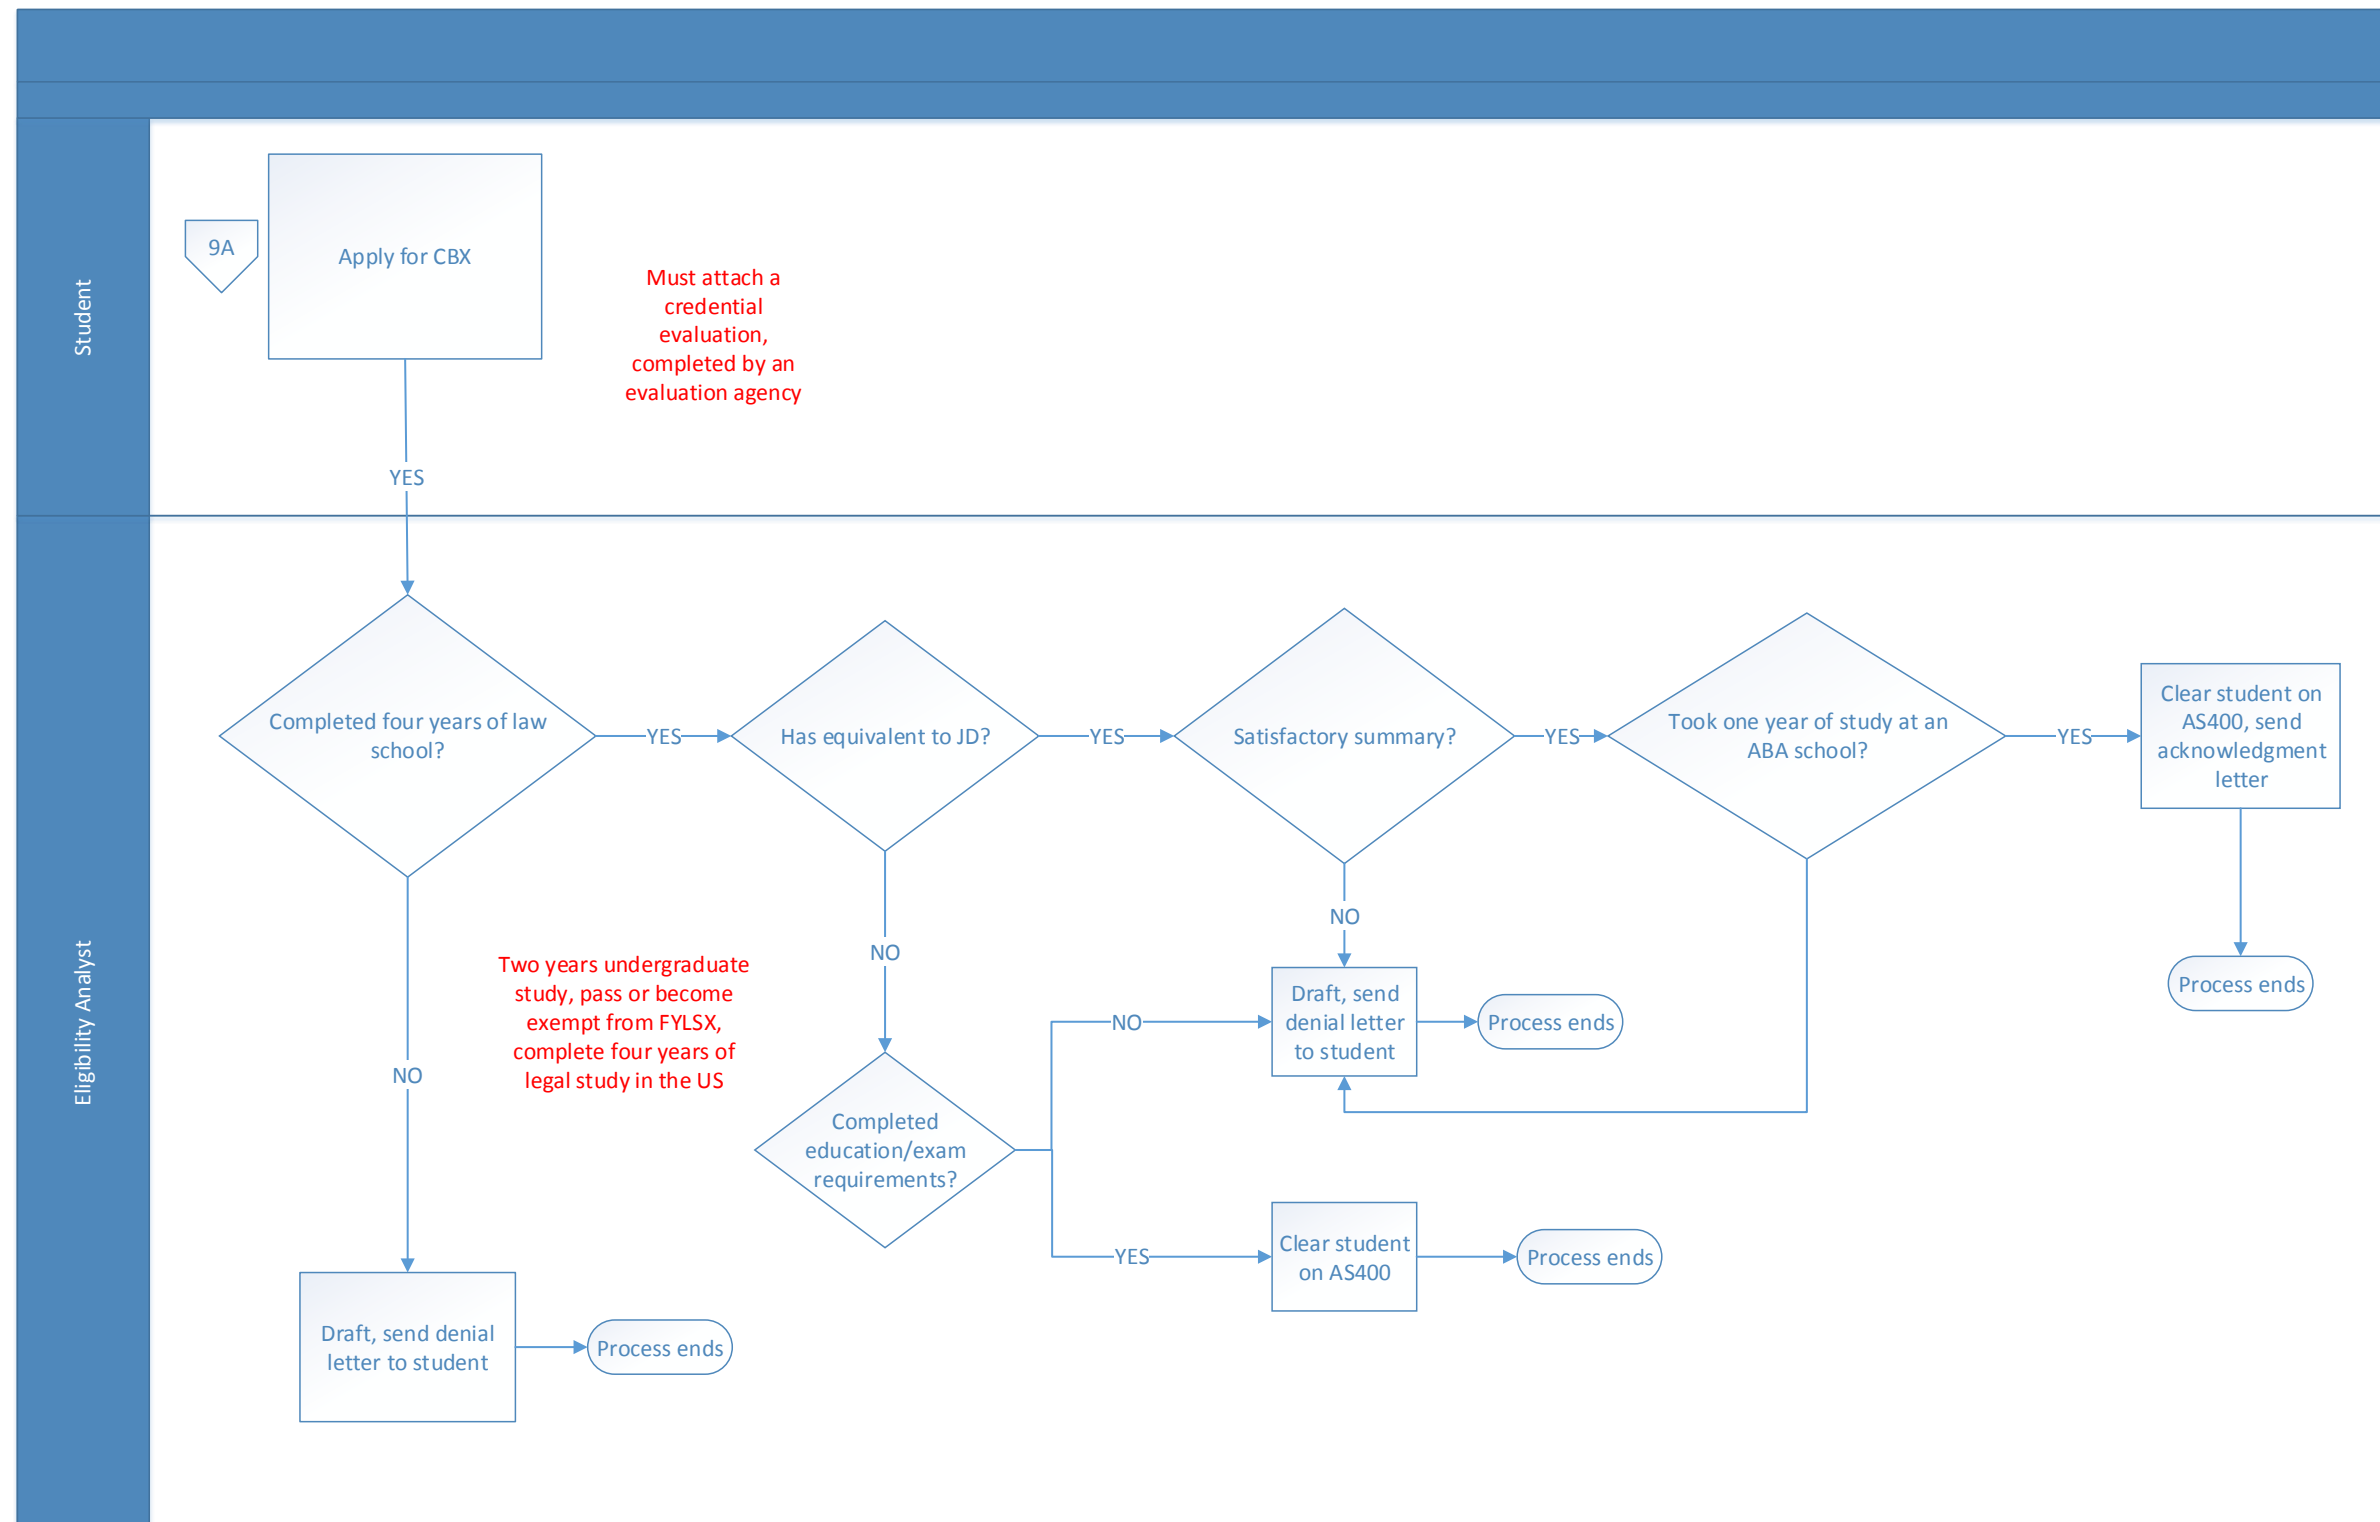 Student
9A
Apply for CBX
Must attach a
credential
evaluation,
completed by an
evaluation agency
YES
Eligibility Analyst
Completed four years of law
school?
YES
Has equivalent to JD?
YES
Satisfactory summary?
YES
Took one year of study at an
ABA school?
YES
Clear student on
AS400, send
acknowledgment
letter
NO
NO
NO
Two years undergraduate
study, pass or become
exempt from FYLSX,
complete four years of
legal study in the US
Draft, send
denial letter
to student
Process ends
Process ends
NO
Completed
education/exam
requirements?
YES
Clear student
on AS400
Process ends
Draft, send denial
letter to student
Process ends